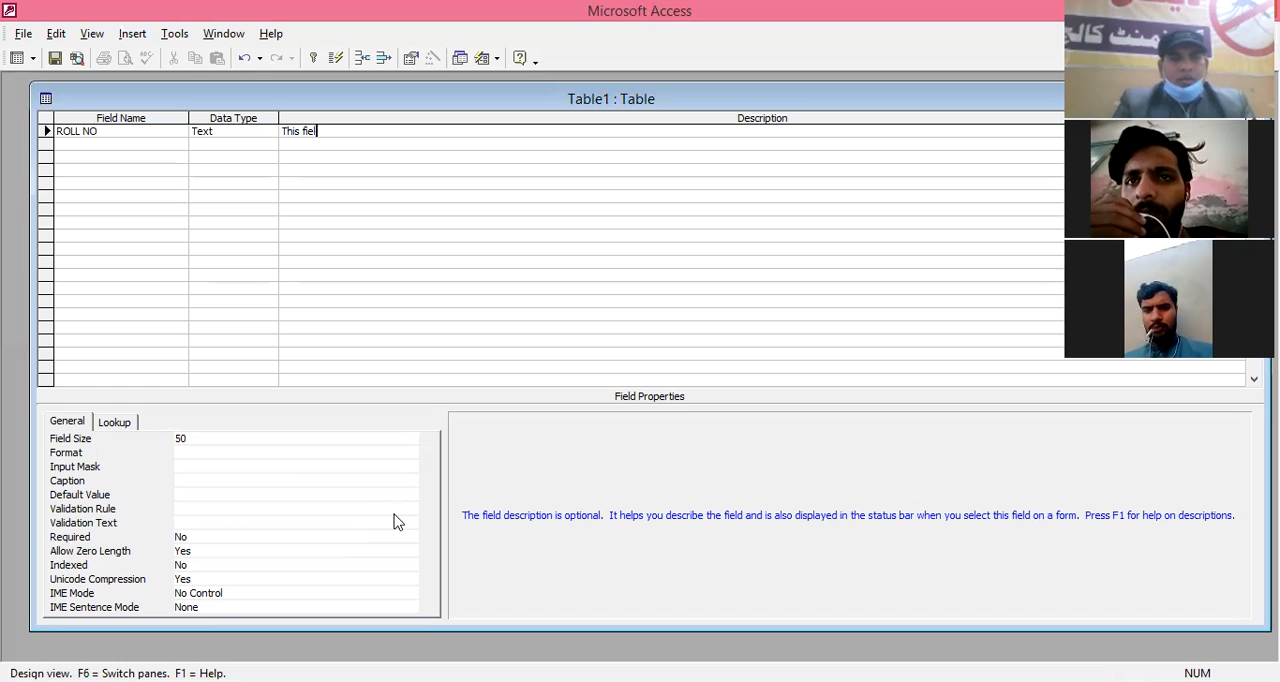 Microsoft Access
File Edit View Insert Tools Window Help
Table1 : Table
Field Name Data Type Description
ROLL NO Text This fiel
Field Properties
General Lookup
Field Size 50
Format
Input Mask
Caption
Default Value
Validation Rule
Validation Text
Required No
Allow Zero Length Yes
Indexed No
Unicode Compression Yes
IME Mode No Control
IME Sentence Mode None
The field description is optional. It helps you describe the field and is also displayed in the status bar when you select this field on a form. Press F1 for help on descriptions.
Design view. F6 = Switch panes. F1 = Help.
NUM